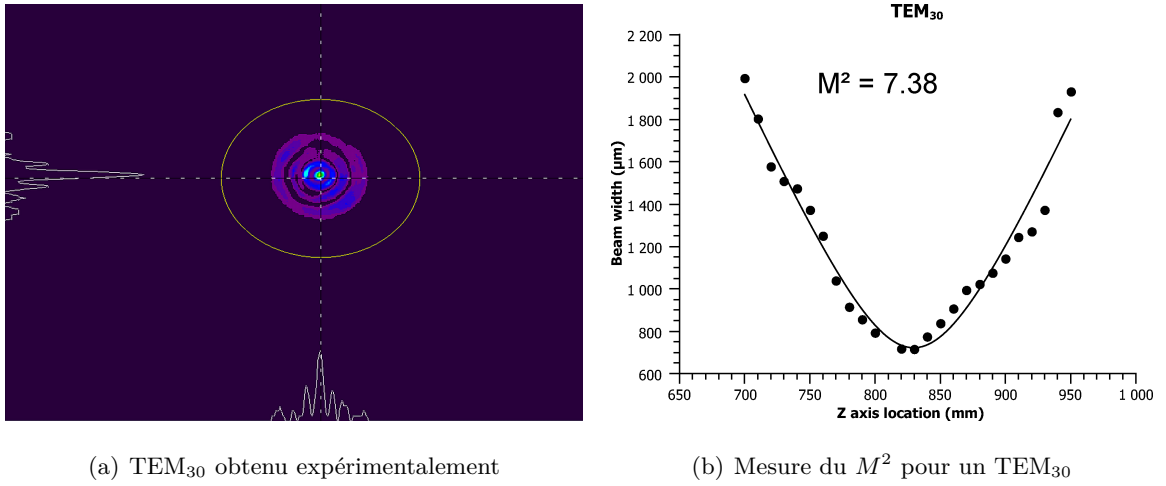 TEM₃₀
M² = 7.38
Beam width (µm)
2 200
2 000
1 800
1 600
1 400
1 200
1 000
800
600
650 700 750 800 850 900 950 1 000
Z axis location (mm)
(a) TEM₃₀ obtenu expérimentalement
(b) Mesure du M² pour un TEM₃₀